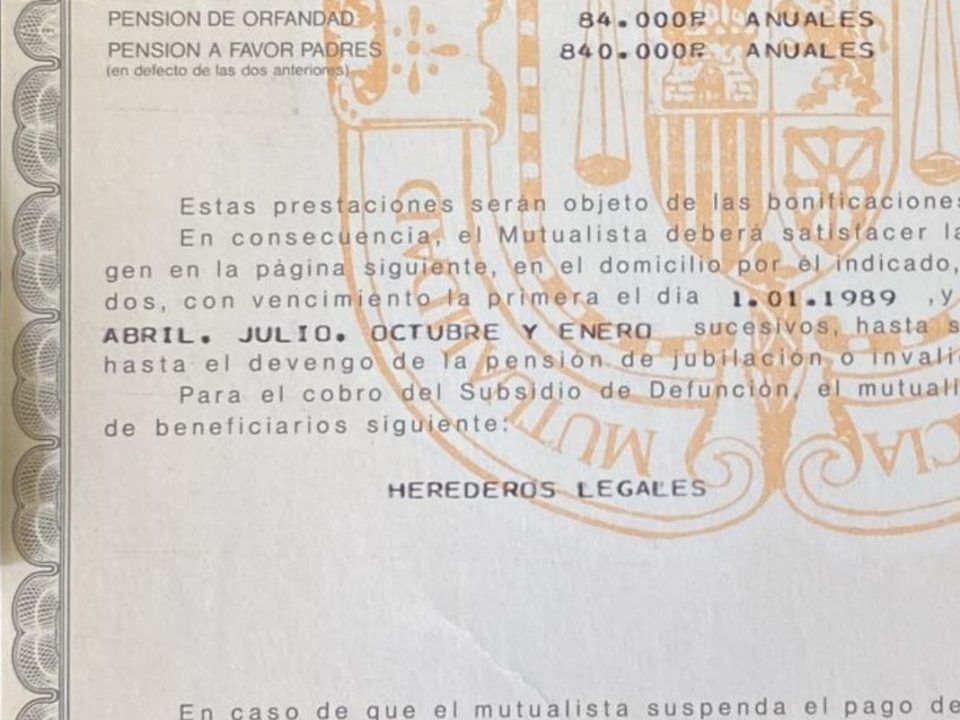 PENSION DE ORFANDAD 84.000₧ ANUALES
PENSION A FAVOR PADRES 840.000₧ ANUALES
(en defecto de las dos anteriores)
Estas prestaciones serán objeto de las bonificaciones
En consecuencia, el Mutualista deberá satisfacer la
gen en la página siguiente, en el domicilio por él indicado,
dos, con vencimiento la primera el dia 1.01.1989 ,y
ABRIL. JULIO. OCTUBRE Y ENERO sucesivos, hasta s
hasta el devengo de la pensión de jubilación o invali
Para el cobro del Subsidio de Defunción, el mutuali
de beneficiarios siguiente:
HEREDEROS LEGALES
En caso de que el mutualista suspenda el pago de